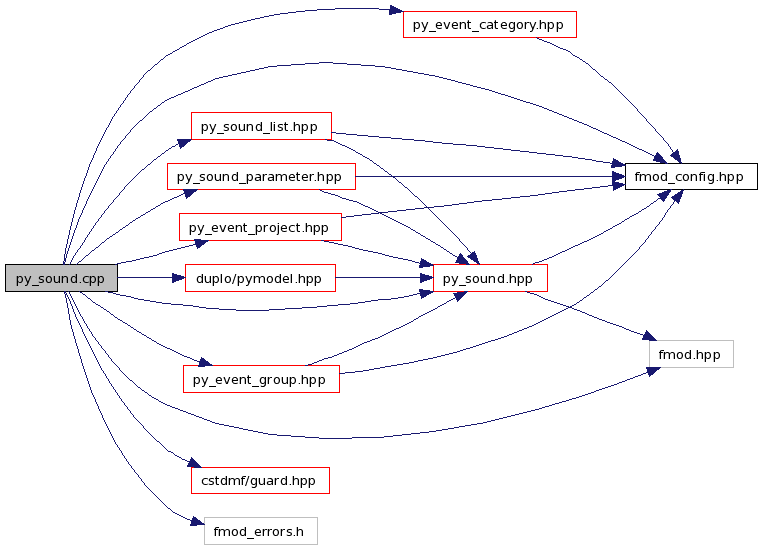 py_event_category.hpp
py_sound_list.hpp
py_sound_parameter.hpp
fmod_config.hpp
py_event_project.hpp
py_sound.cpp
duplo/pymodel.hpp
py_sound.hpp
fmod.hpp
py_event_group.hpp
cstdmf/guard.hpp
fmod_errors.h